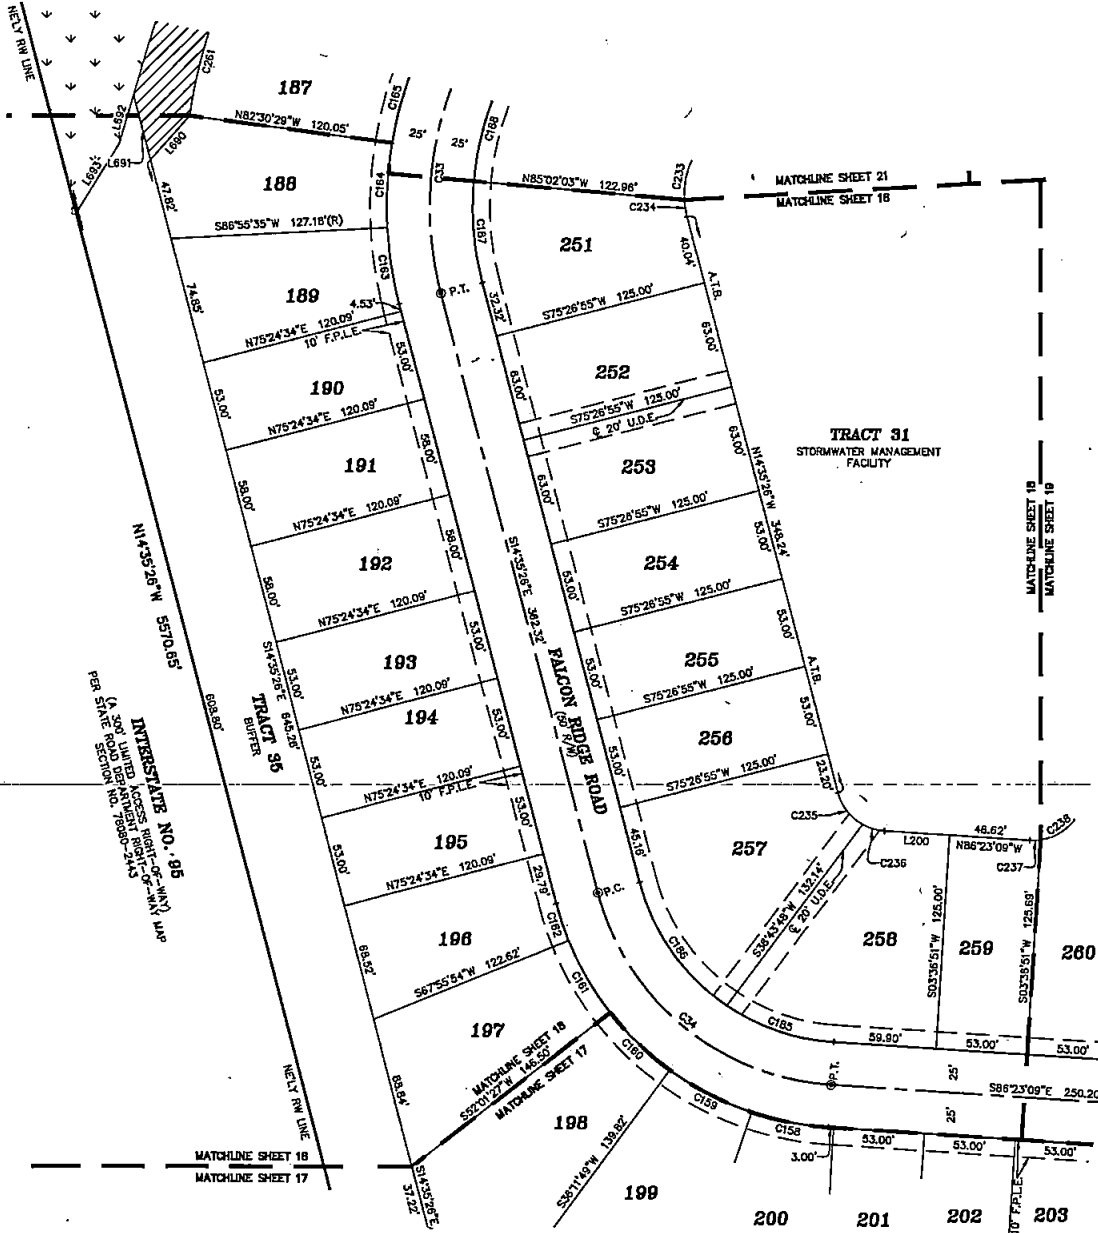 NE'LY RW LINE
C261
187
C165
N82°30'29"W 120.05'
25'
25'
C168
L692
L690
L691
L693
C164
C33
N85°02'03"W 122.96'
C233
MATCHLINE SHEET 21
MATCHLINE SHEET 18
188
47.82'
C234
S86°55'35"W 127.18'(R)
C187
251
40.04'
C163
A.T.B.
189
74.85'
4.53'
P.T.
32.32'
S75°26'55"W 125.00'
N75°24'34"E 120.09'
10' F.P.L.E.
63.00'
53.00'
190
252
63.00'
53.00'
N75°24'34"E 120.09'
S75°26'55"W 125.00'
℄ 20' U.D.E.
TRACT 31
STORMWATER MANAGEMENT
FACILITY
63.00'
58.00'
191
253
63.00'
N14°35'26"W 348.24'
58.00'
N75°24'34"E 120.09'
S75°26'55"W 125.00'
MATCHLINE SHEET 18
MATCHLINE SHEET 19
53.00'
N14°35'26"W 5570.65'
58.00'
S14°35'26"E 362.32'
192
254
53.00'
58.00'
N75°24'34"E 120.09'
S75°26'55"W 125.00'
53.00'
53.00'
FALCON RIDGE ROAD
(50' R/W)
193
255
53.00'
A.T.B.
S14°35'26"E 645.26'
53.00'
N75°24'34"E 120.09'
S75°26'55"W 125.00'
53.00'
608.80'
TRACT 35
BUFFER
53.00'
194
256
53.00'
INTERSTATE NO. 95
(A 300' LIMITED ACCESS RIGHT-OF-WAY)
PER STATE ROAD DEPARTMENT RIGHT-OF-WAY MAP
SECTION NO. 78080-2443
53.00'
N75°24'34"E 120.09'
10' F.P.L.E.
S75°26'55"W 125.00'
23.20'
53.00'
C235
L200
46.62'
N86°23'09"W
C238
C236
C237
195
257
45.16'
53.00'
N75°24'34"E 120.09'
29.79'
P.C.
S38°43'48"W 132.14'
℄ 20' U.D.E.
S03°36'51"W 125.00'
S03°36'51"W 125.69'
C162
196
C186
258
259
260
68.52'
S67°55'54"W 122.62'
C161
C34
C185
59.90'
53.00'
53.00'
197
MATCHLINE SHEET 18
S52°01'27"W 146.50'
MATCHLINE SHEET 17
C160
P.T.
25'
S86°23'09"E 250.20
88.84'
NE'LY RW LINE
C159
25'
198
C158
S36°11'49"W 139.82'
3.00'
53.00'
53.00'
53.00'
MATCHLINE SHEET 18
MATCHLINE SHEET 17
S14°35'26"E
37.22'
199
10' F.P.L.E.
200
201
202
203